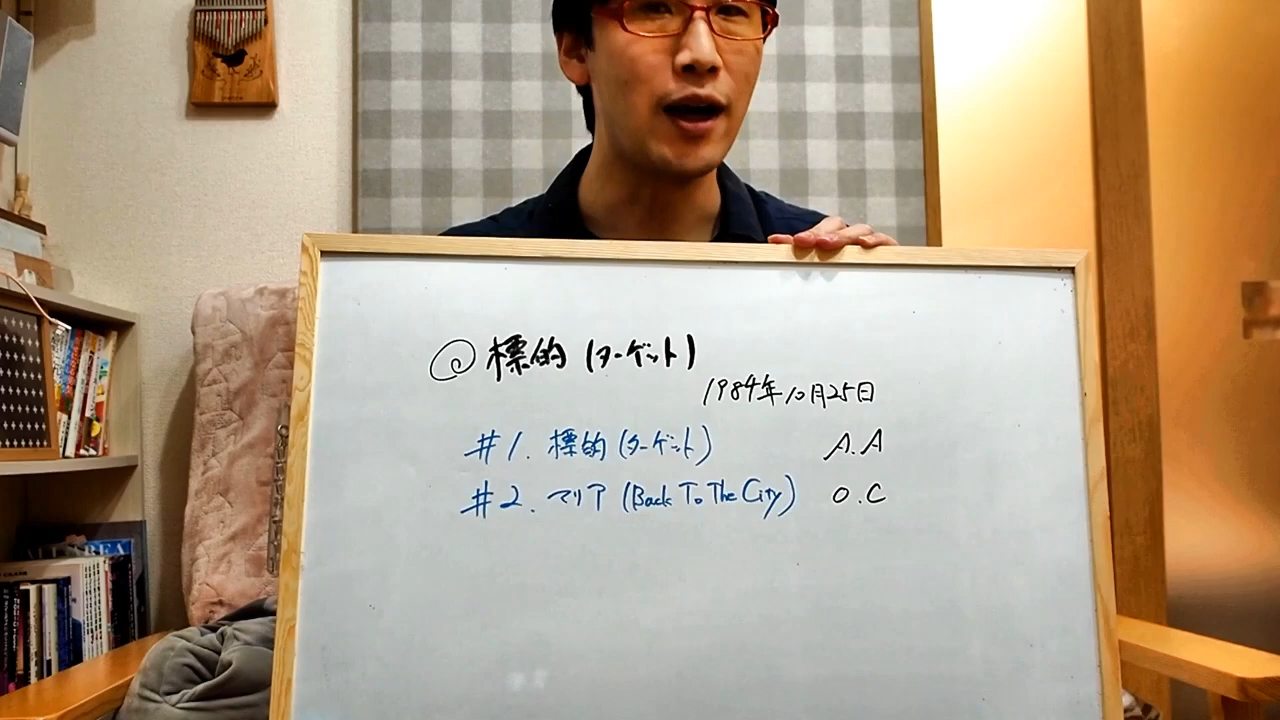 ◎ 標的 (ターゲット)
1984年10月25日
#1. 標的 (ターゲット) A.A
#2. マリア (Back To The City) O.C